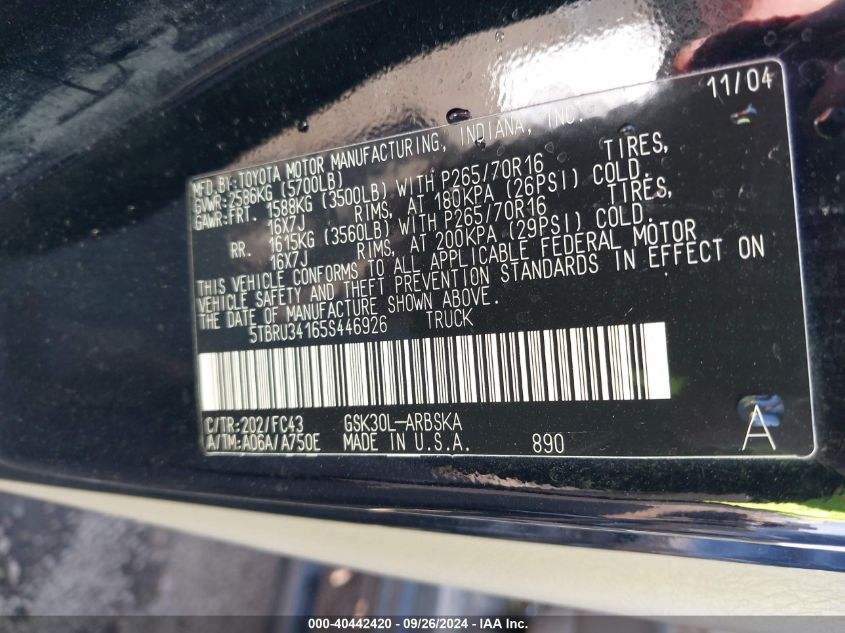 11/04
MFD.BY:TOYOTA MOTOR MANUFACTURING, INDIANA, INC.
GVWR:2586KG (5700LB)
GAWR:FRT. 1588KG (3500LB) WITH P265/70R16 TIRES,
16X7J RIMS, AT 180KPA (26PSI) COLD.
RR. 1615KG (3560LB) WITH P265/70R16 TIRES,
16X7J RIMS, AT 200KPA (29PSI) COLD.
THIS VEHICLE CONFORMS TO ALL APPLICABLE FEDERAL MOTOR
VEHICLE SAFETY AND THEFT PREVENTION STANDARDS IN EFFECT ON
THE DATE OF MANUFACTURE SHOWN ABOVE.
5TBRU34165S446926 TRUCK
C/TR:202/FC43 GSK30L-ARBSKA
A/TM:A06A/A750E MADE IN U.S.A. 890
A
000-40442420 - 09/26/2024 - IAA Inc.